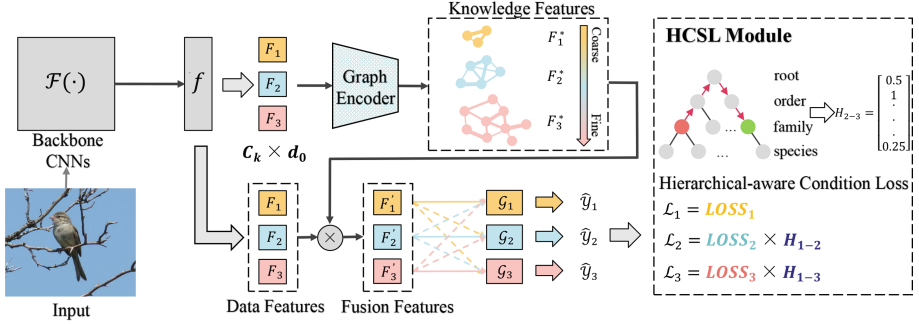 Knowledge Features
F(·)
Backbone
CNNs
Input
f
F₁
F₂
F₃
C_k × d₀
Graph
Encoder
F₁*
F₂*
F₃*
Coarse
Fine
F₁
F₂
F₃
Data Features
×
F₁′
F₂′
F₃′
Fusion Features
G₁
G₂
G₃
ŷ₁
ŷ₂
ŷ₃
HCSL Module
root
order
family
species
...
...
H₂₋₃ =
0.5
1
.
.
.
0.25
Hierarchical-aware Condition Loss
L₁ = LOSS₁
L₂ = LOSS₂ × H₁₋₂
L₃ = LOSS₃ × H₁₋₃